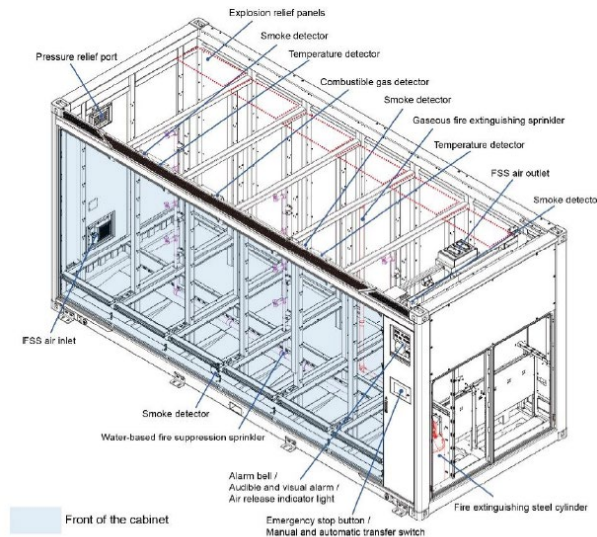 Explosion relief panels
Smoke detector
Temperature detector
Pressure relief port
Combustible gas detector
Smoke detector
Gaseous fire extinguishing sprinkler
Temperature detector
FSS air outlet
Smoke detecto
FSS air inlet
Smoke detector
Water-based fire suppression sprinkler
Alarm bell /
Audible and visual alarm /
Air release indicator light
Emergency stop button /
Manual and automatic transfer switch
Fire extinguishing steel cylinder
Front of the cabinet